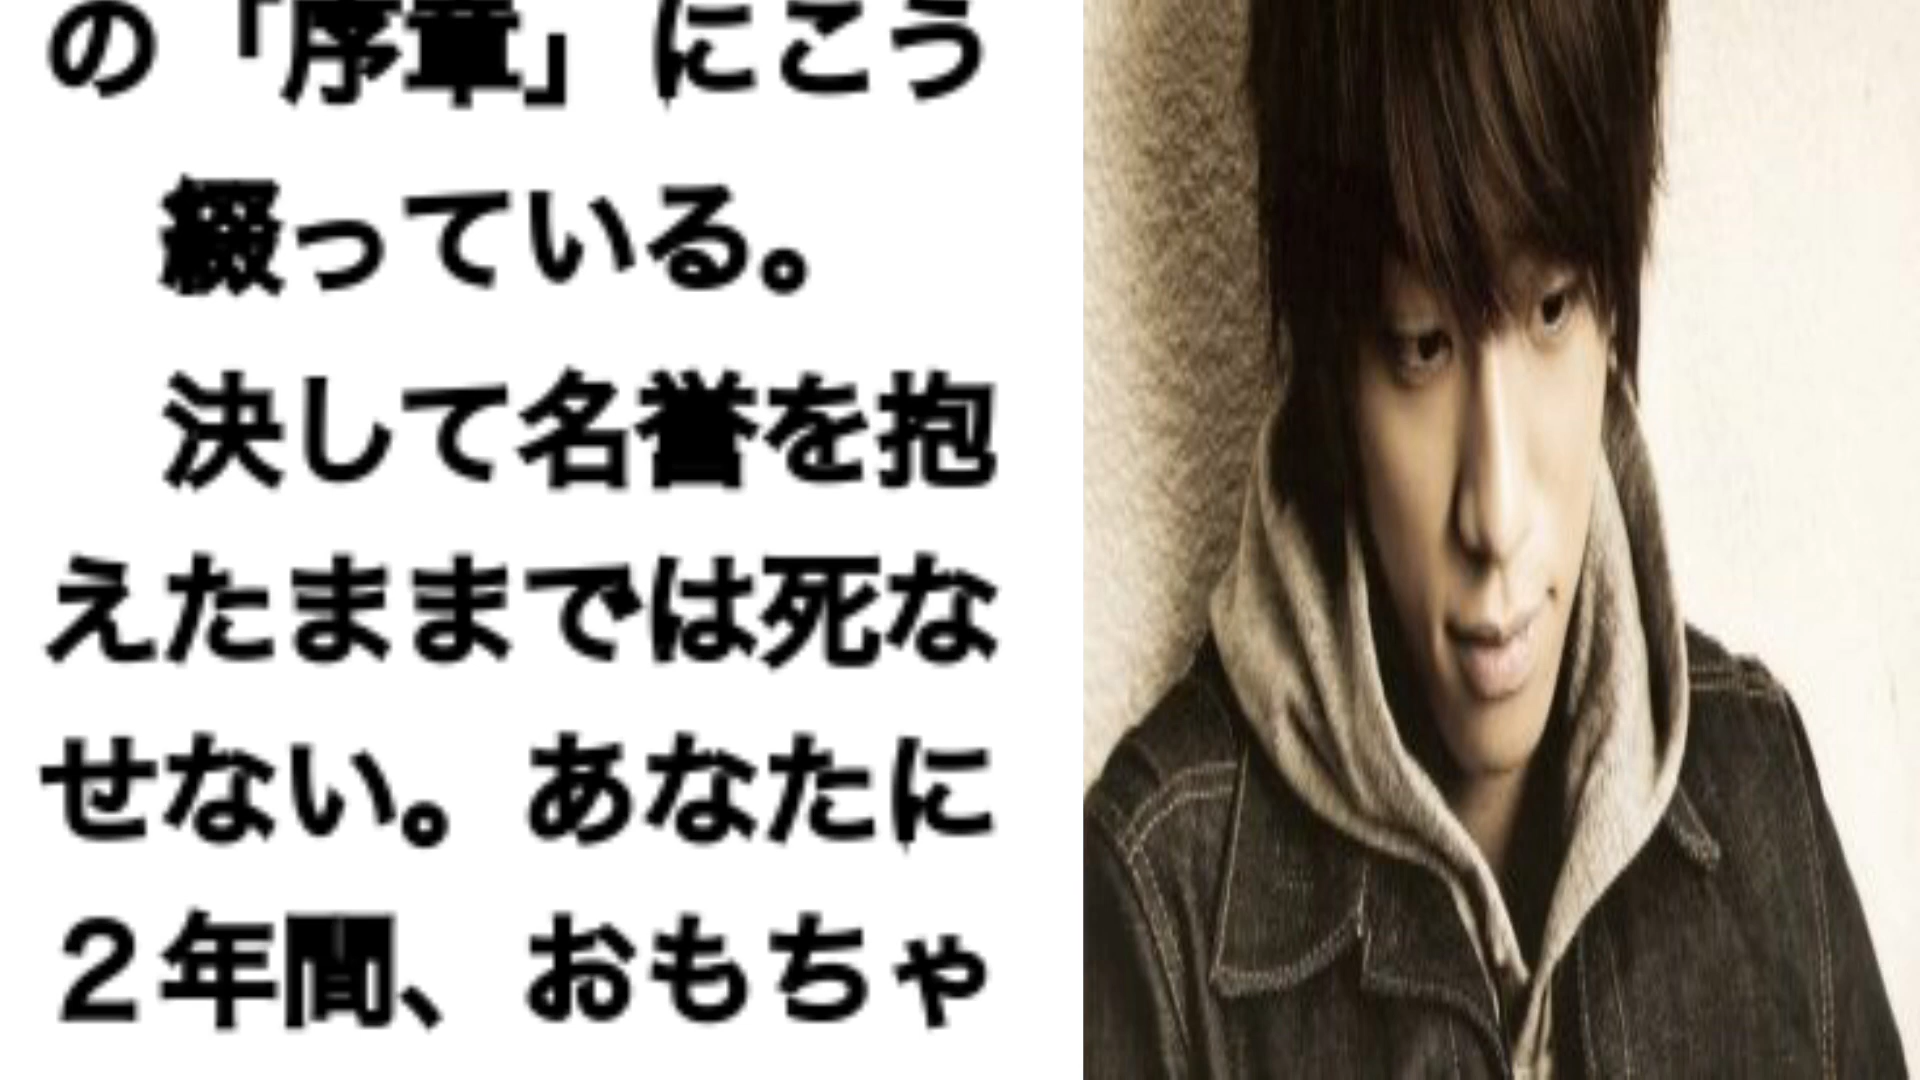 の「序章」にこう
綴っている。
決して名誉を抱
えたままでは死な
せない。あなたに
２年間、おもちゃ